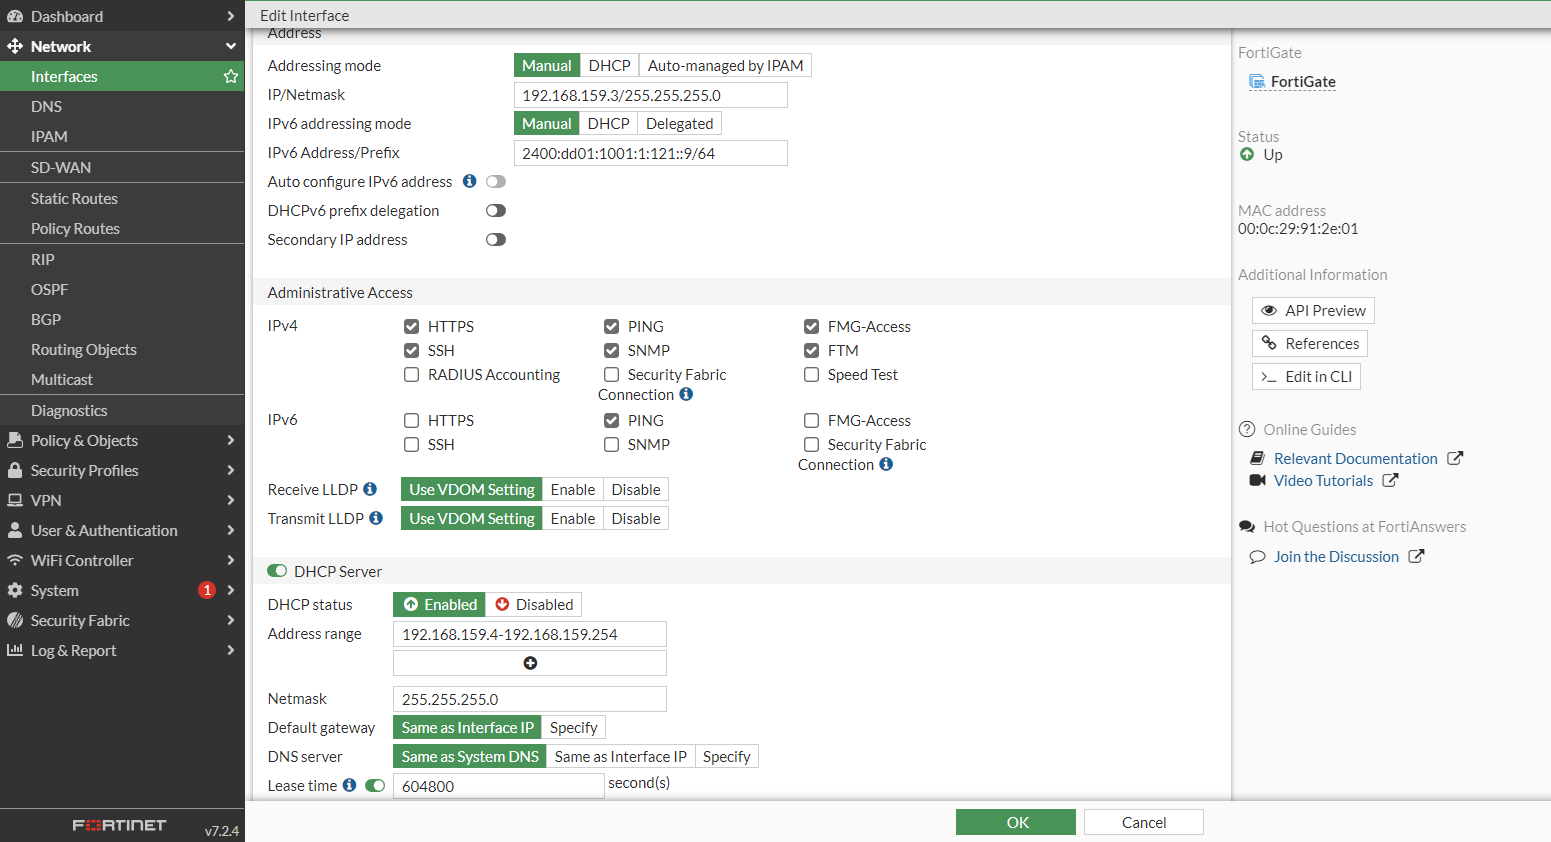 Dashboard
Network
Interfaces
DNS
IPAM
SD-WAN
Static Routes
Policy Routes
RIP
OSPF
BGP
Routing Objects
Multicast
Diagnostics
Policy & Objects
Security Profiles
VPN
User & Authentication
WiFi Controller
System 1
Security Fabric
Log & Report
FORTINET v7.2.4
Edit Interface
Address
Addressing mode Manual DHCP Auto-managed by IPAM
IP/Netmask 192.168.159.3/255.255.255.0
IPv6 addressing mode Manual DHCP Delegated
IPv6 Address/Prefix 2400:dd01:1001:1:121::9/64
Auto configure IPv6 address
DHCPv6 prefix delegation
Secondary IP address
Administrative Access
IPv4 HTTPS PING FMG-Access
SSH SNMP FTM
RADIUS Accounting Security Fabric Speed Test
Connection
IPv6 HTTPS PING FMG-Access
SSH SNMP Security Fabric
Connection
Receive LLDP Use VDOM Setting Enable Disable
Transmit LLDP Use VDOM Setting Enable Disable
DHCP Server
DHCP status Enabled Disabled
Address range 192.168.159.4-192.168.159.254
Netmask 255.255.255.0
Default gateway Same as Interface IP Specify
DNS server Same as System DNS Same as Interface IP Specify
Lease time 604800 second(s)
OK Cancel
FortiGate
FortiGate
Status
Up
MAC address
00:0c:29:91:2e:01
Additional Information
API Preview
References
>_ Edit in CLI
Online Guides
Relevant Documentation
Video Tutorials
Hot Questions at FortiAnswers
Join the Discussion